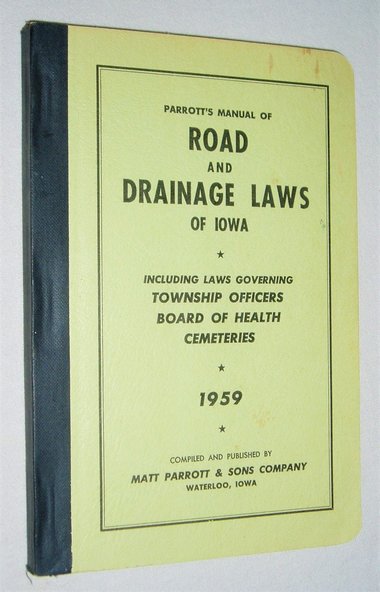 PARROTT'S MANUAL OF
ROAD
AND
DRAINAGE LAWS
OF IOWA
★
INCLUDING LAWS GOVERNING
TOWNSHIP OFFICERS
BOARD OF HEALTH
CEMETERIES
★
1959
★
COMPILED AND PUBLISHED BY
MATT PARROTT & SONS COMPANY
WATERLOO, IOWA